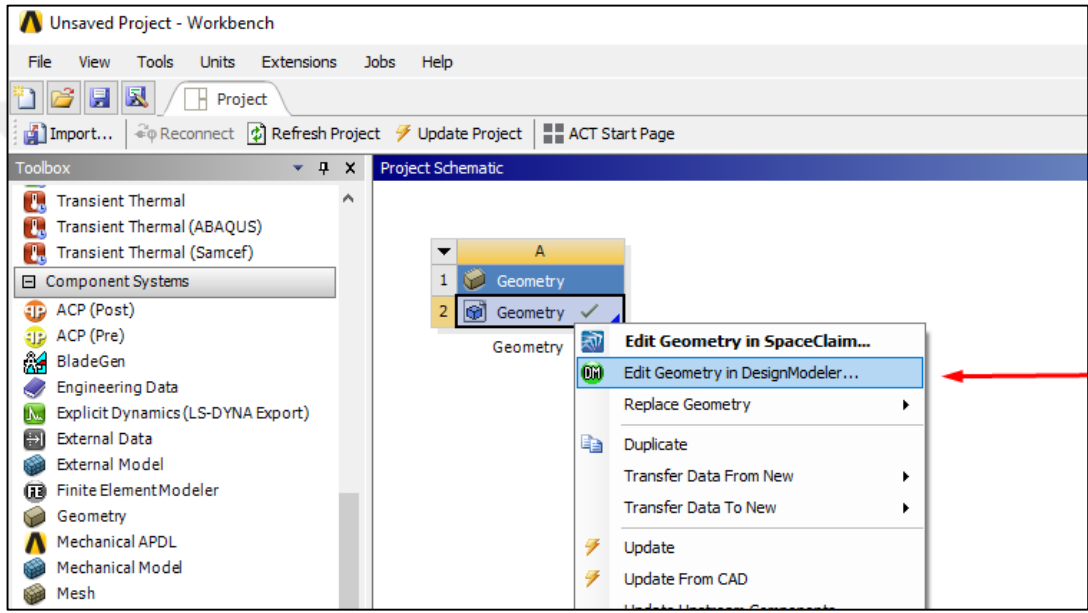 Unsaved Project - Workbench
File View Tools Units Extensions Jobs Help
Project
Import... Reconnect Refresh Project Update Project ACT Start Page
Toolbox
Transient Thermal
Transient Thermal (ABAQUS)
Transient Thermal (Samcef)
Component Systems
ACP (Post)
ACP (Pre)
BladeGen
Engineering Data
Explicit Dynamics (LS-DYNA Export)
External Data
External Model
Finite Element Modeler
Geometry
Mechanical APDL
Mechanical Model
Mesh
Project Schematic
A
1 Geometry
2 Geometry
Geometry
Edit Geometry in SpaceClaim...
DM Edit Geometry in DesignModeler...
Replace Geometry
Duplicate
Transfer Data From New
Transfer Data To New
Update
Update From CAD
Update Upstream Components